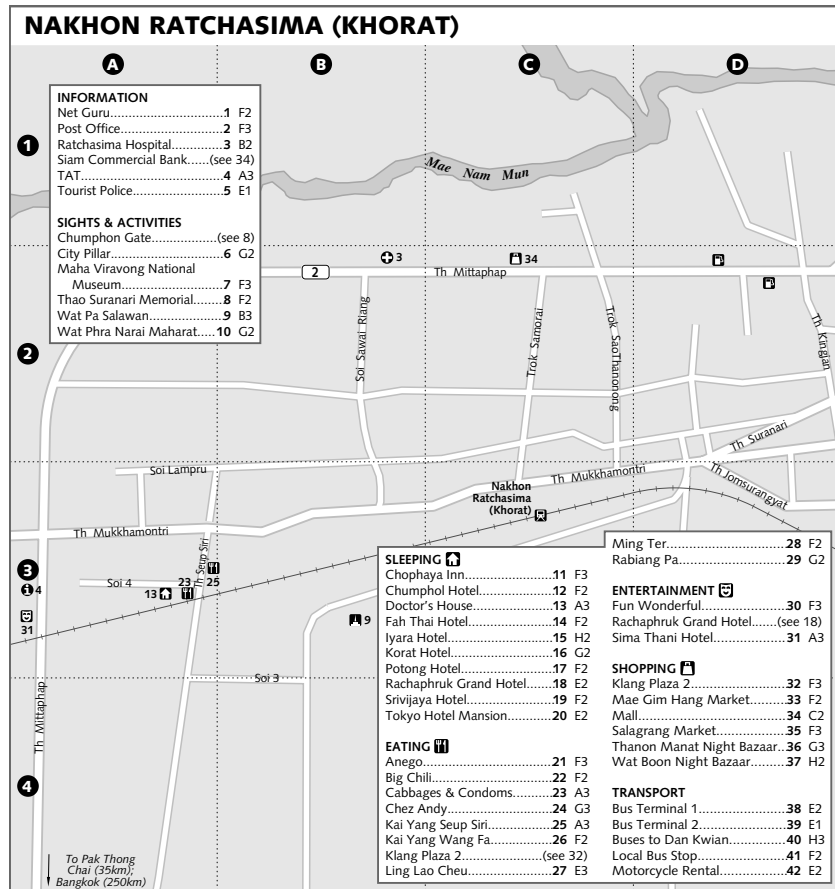 NAKHON RATCHASIMA (KHORAT)
A
B
C
D
1
2
3
4
INFORMATION
Net Guru..............................1 F2
Post Office...........................2 F3
Ratchasima Hospital...........3 B2
Siam Commercial Bank.....(see 34)
TAT.....................................4 A3
Tourist Police......................5 E1
SIGHTS & ACTIVITIES
Chumphon Gate................(see 8)
City Pillar............................6 G2
Maha Viravong National
Museum..........................7 F3
Thao Suranari Memorial......8 F2
Wat Pa Salawan..................9 B3
Wat Phra Narai Maharat.....10 G2
Mae Nam Mun
3
34
2
Th Mittaphap
Soi Sawai Riang
Trok Samorai
Trok SaoThanonong
Th Kingian
Th Suranari
Soi Lampru
Th Mukkhamontri
Th Jomsurangyat
Nakhon
Ratchasima
(Khorat)
Th Mukkhamontri
Th Seup Siri
Soi 4
23
25
13
4
31
9
Soi 3
Th Mittaphap
To Pak Thong
Chai (35km);
Bangkok (250km)
SLEEPING
Chophaya Inn.......................11 F3
Chumphol Hotel...................12 F2
Doctor's House.....................13 A3
Fah Thai Hotel......................14 F2
Iyara Hotel............................15 H2
Korat Hotel...........................16 G2
Potong Hotel........................17 F2
Rachaphruk Grand Hotel.......18 E2
Srivijaya Hotel.......................19 F2
Tokyo Hotel Mansion............20 E2
EATING
Anego...................................21 F3
Big Chili................................22 F2
Cabbages & Condoms...........23 A3
Chez Andy............................24 G3
Kai Yang Seup Siri.................25 A3
Kai Yang Wang Fa.................26 F2
Klang Plaza 2........................(see 32)
Ling Lao Cheu.......................27 E3
Ming Ter...............................28 F2
Rabiang Pa............................29 G2
ENTERTAINMENT
Fun Wonderful......................30 F3
Rachaphruk Grand Hotel.......(see 18)
Sima Thani Hotel...................31 A3
SHOPPING
Klang Plaza 2........................32 F3
Mae Gim Hang Market..........33 F2
Mall......................................34 C2
Salagrang Market..................35 F3
Thanon Manat Night Bazaar..36 G3
Wat Boon Night Bazaar.........37 H2
TRANSPORT
Bus Terminal 1......................38 E2
Bus Terminal 2......................39 E1
Buses to Dan Kwian..............40 H3
Local Bus Stop......................41 F2
Motorcycle Rental.................42 E2